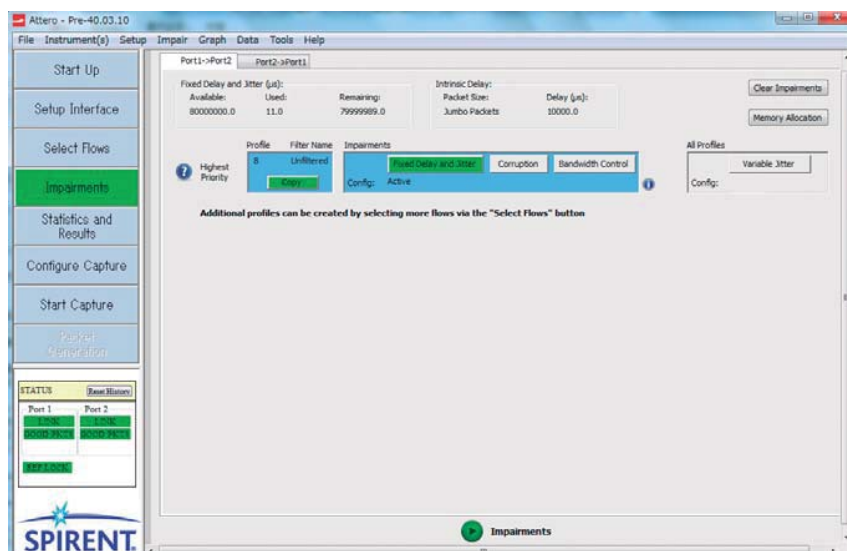 Attero - Pre-40.03.10
File Instrument(s) Setup Impair Graph Data Tools Help
Start Up
Setup Interface
Select Flows
Impairments
Statistics and
Results
Configure Capture
Start Capture
Packet
Generation
STATUS Reset History
Port 1 Port 2
LINK LINK
GOOD PKTS GOOD PKTS
REF LOCK
SPIRENT
Port1->Port2 Port2->Port1
Fixed Delay and Jitter (µs):
Available: Used: Remaining:
80000000.0 11.0 79999989.0
Intrinsic Delay:
Packet Size: Delay (µs):
Jumbo Packets 10000.0
Clear Impairments
Memory Allocation
Highest
Priority
Profile Filter Name
8 Unfiltered
Copy
Impairments
Fixed Delay and Jitter Corruption Bandwidth Control
Config: Active
All Profiles
Variable Jitter
Config:
Additional profiles can be created by selecting more flows via the "Select Flows" button
Impairments